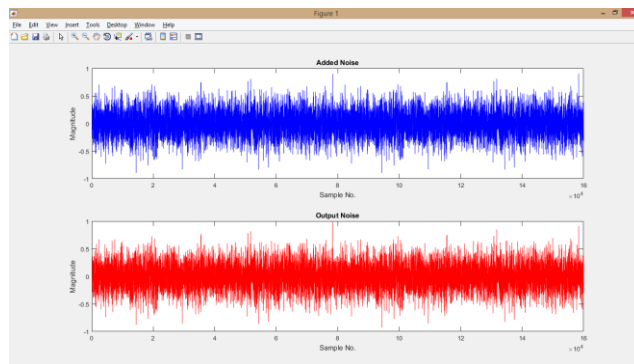 Figure 1
File Edit View Insert Tools Desktop Window Help
Added Noise
1
0.5
0
-0.5
-1
Magnitude
0 2 4 6 8 10 12 14 16
Sample No.
Output Noise
1
0.5
0
-0.5
-1
Magnitude
0 2 4 6 8 10 12 14 16
Sample No.